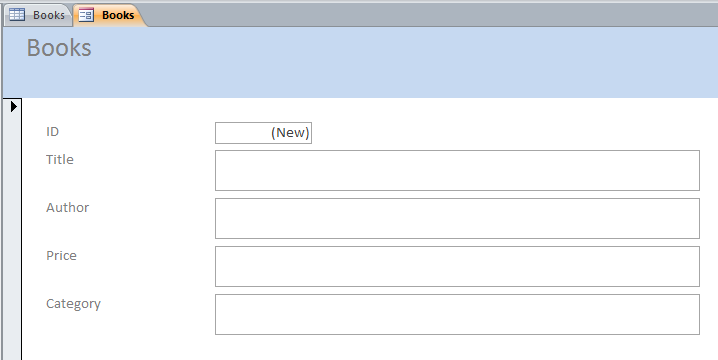 Books Books
Books
ID (New)
Title
Author
Price
Category